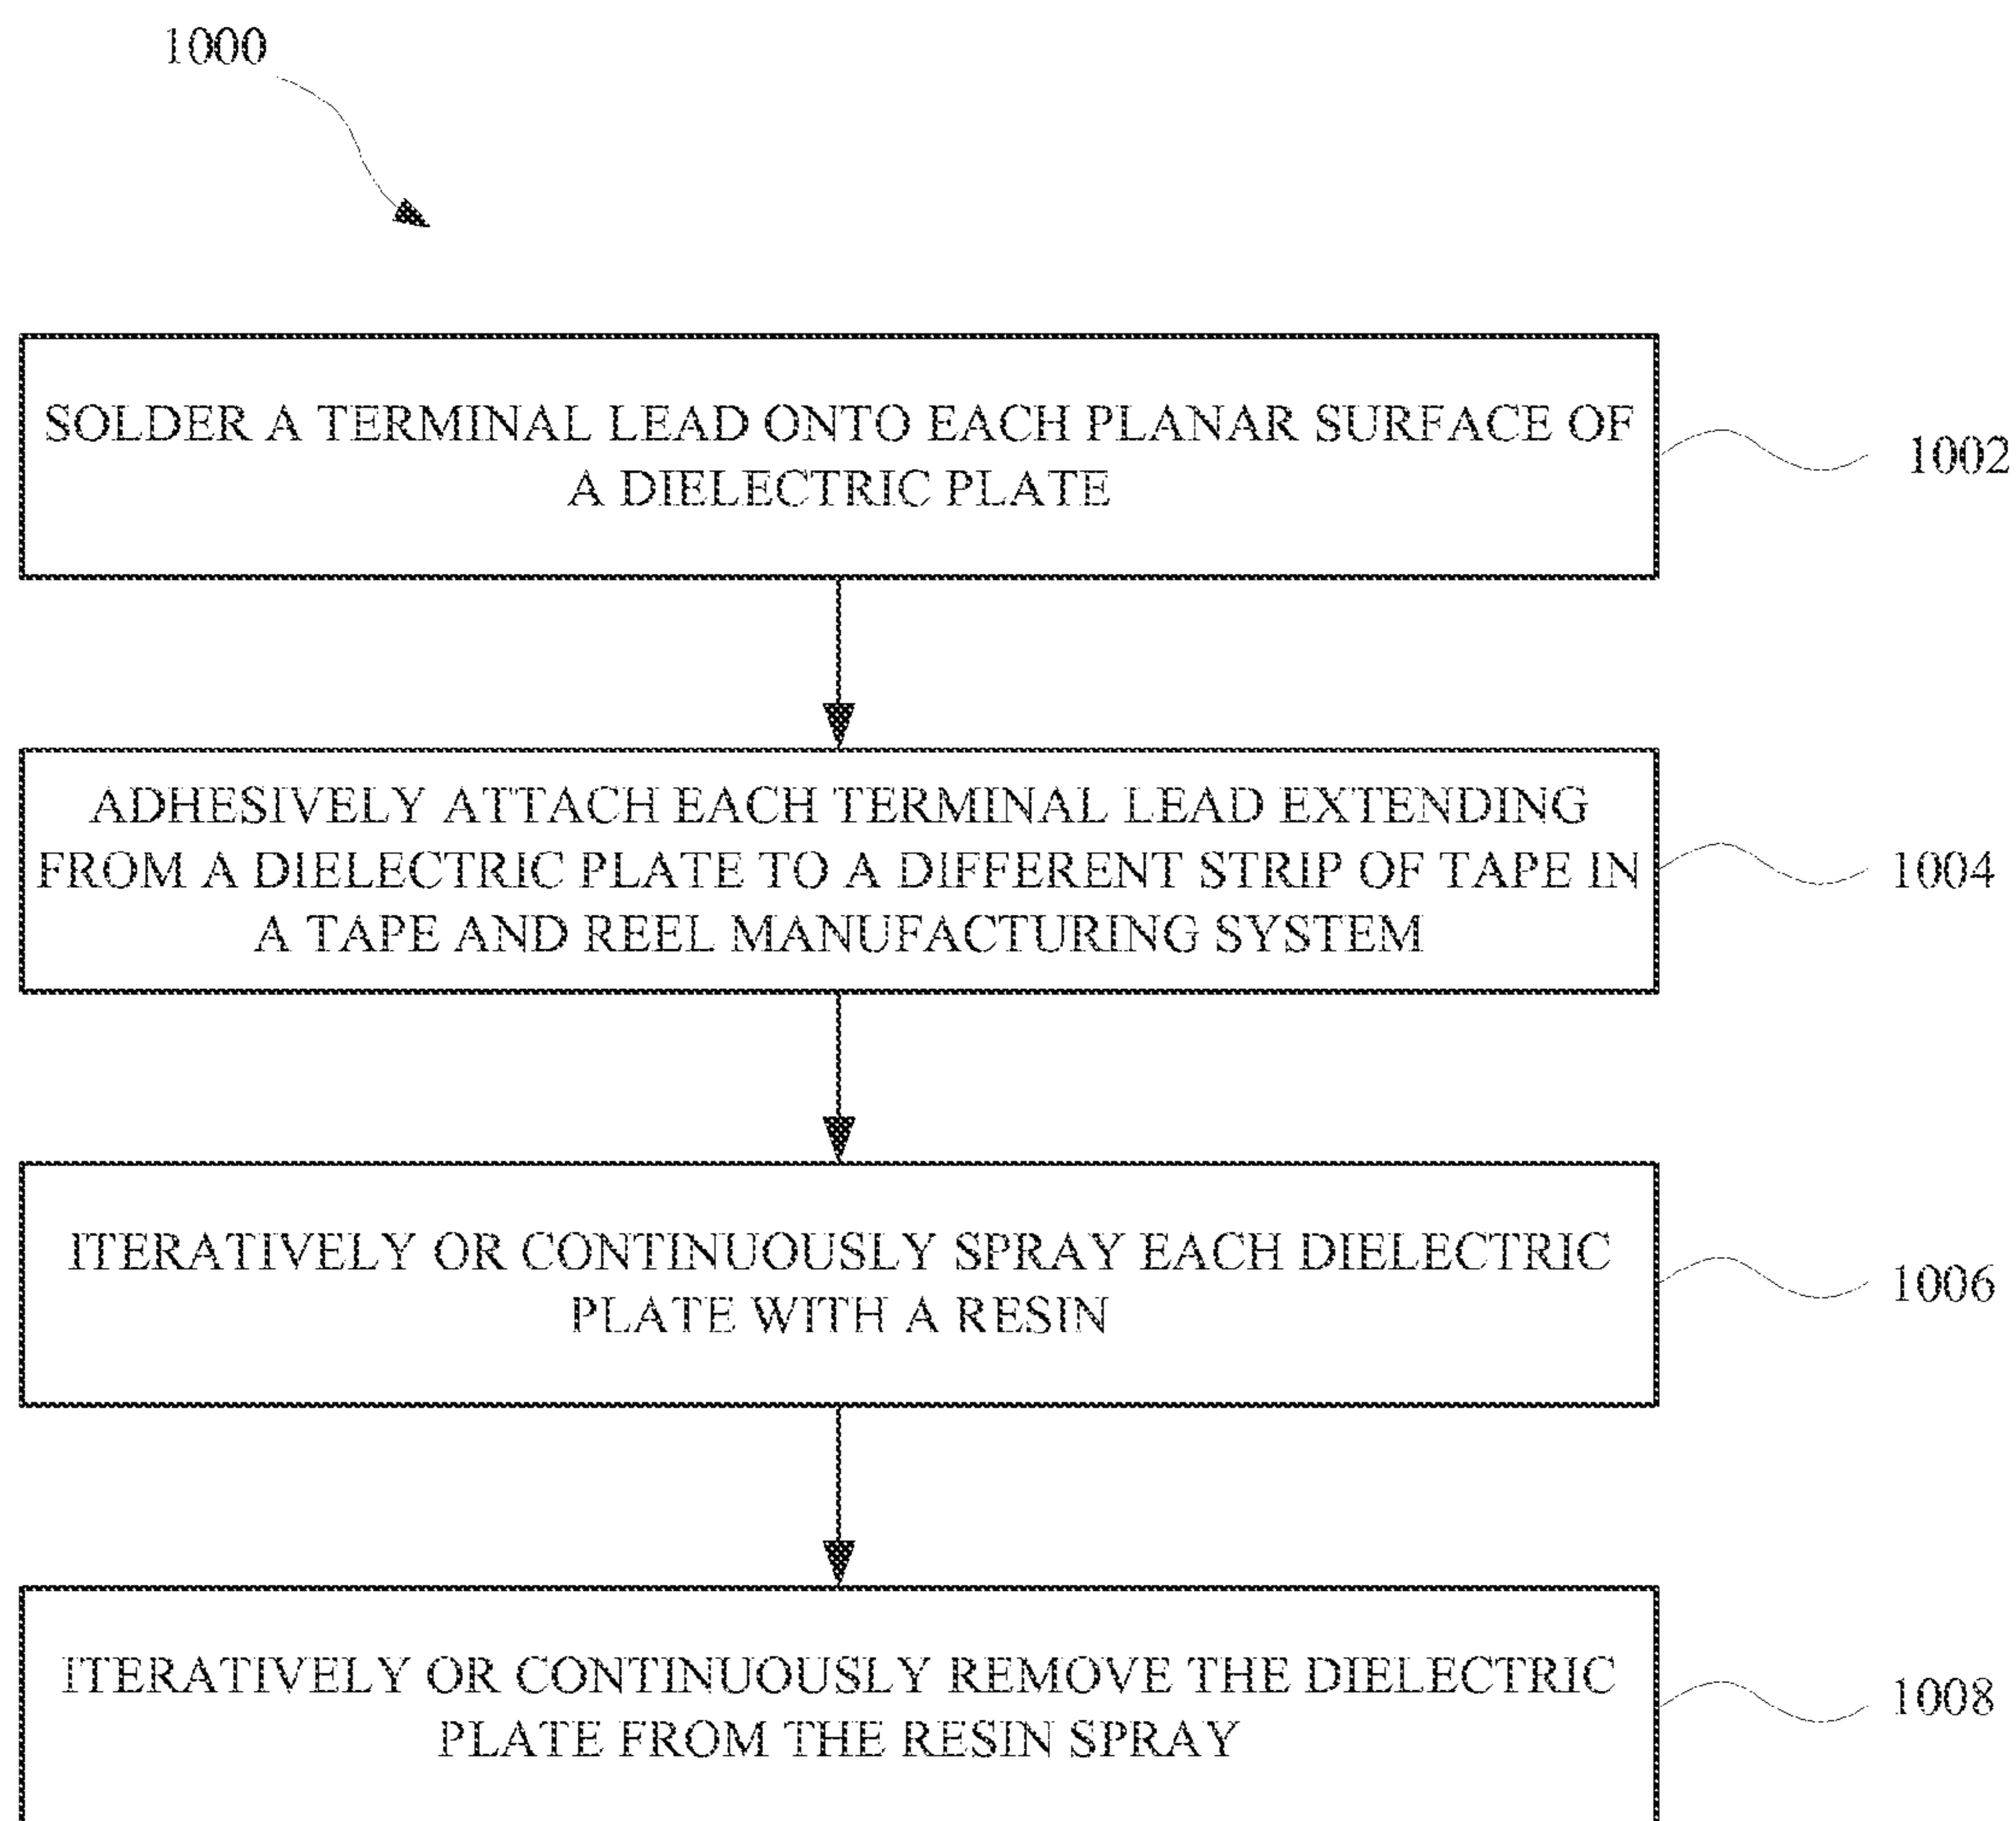 1000
SOLDER A TERMINAL LEAD ONTO EACH PLANAR SURFACE OF
A DIELECTRIC PLATE
1002
ADHESIVELY ATTACH EACH TERMINAL LEAD EXTENDING
FROM A DIELECTRIC PLATE TO A DIFFERENT STRIP OF TAPE IN
A TAPE AND REEL MANUFACTURING SYSTEM
1004
ITERATIVELY OR CONTINUOUSLY SPRAY EACH DIELECTRIC
PLATE WITH A RESIN
1006
ITERATIVELY OR CONTINUOUSLY REMOVE THE DIELECTRIC
PLATE FROM THE RESIN SPRAY
1008